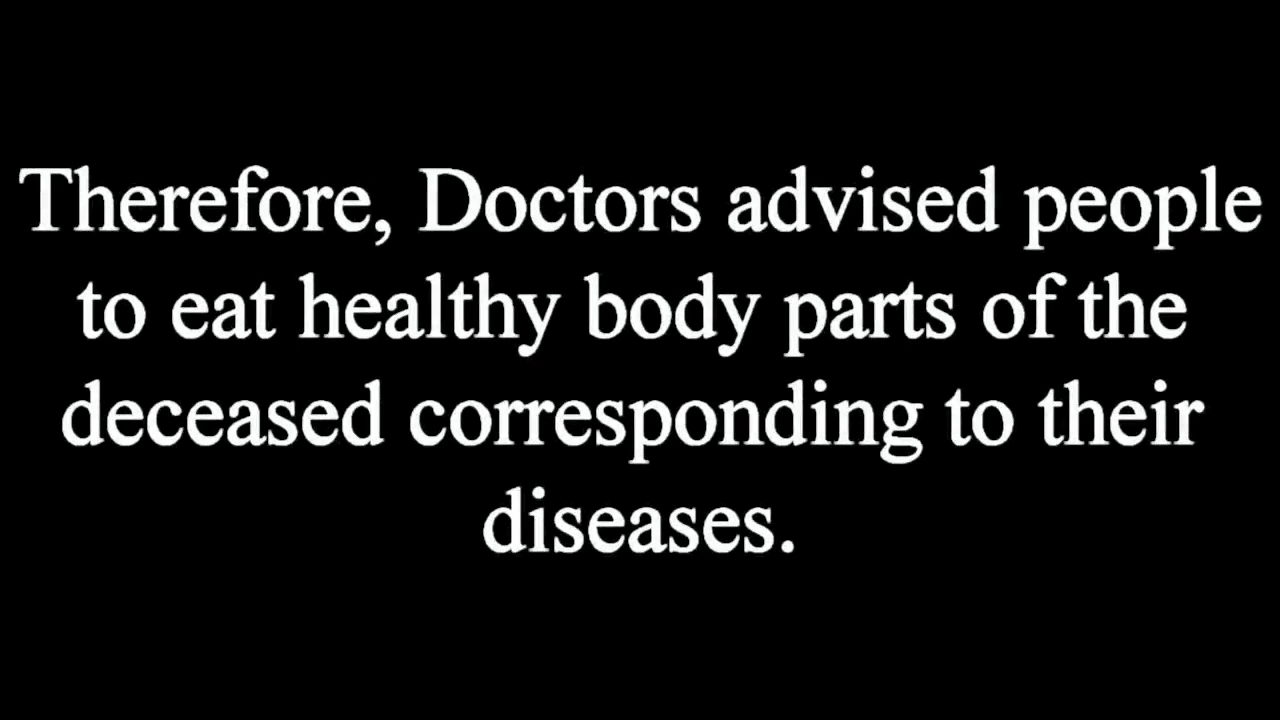 Therefore, Doctors advised people
to eat healthy body parts of the
deceased corresponding to their
diseases.